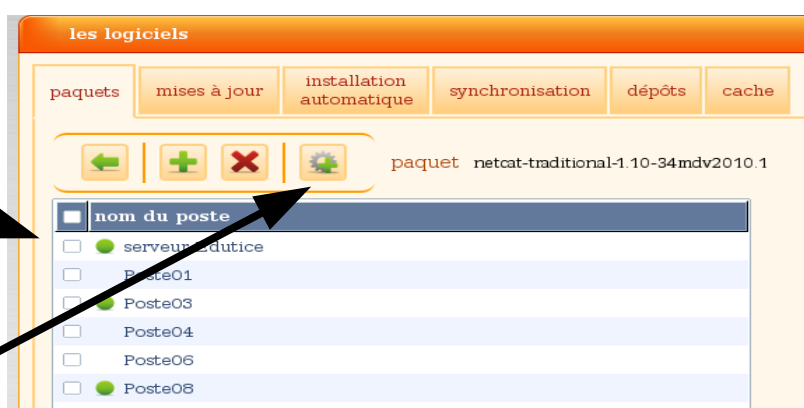 les logiciels
paquets mises à jour installation automatique synchronisation dépôts cache
paquet netcat-traditional-1.10-34mdv2010.1
nom du poste
serveur Edutice
Poste01
Poste03
Poste04
Poste06
Poste08